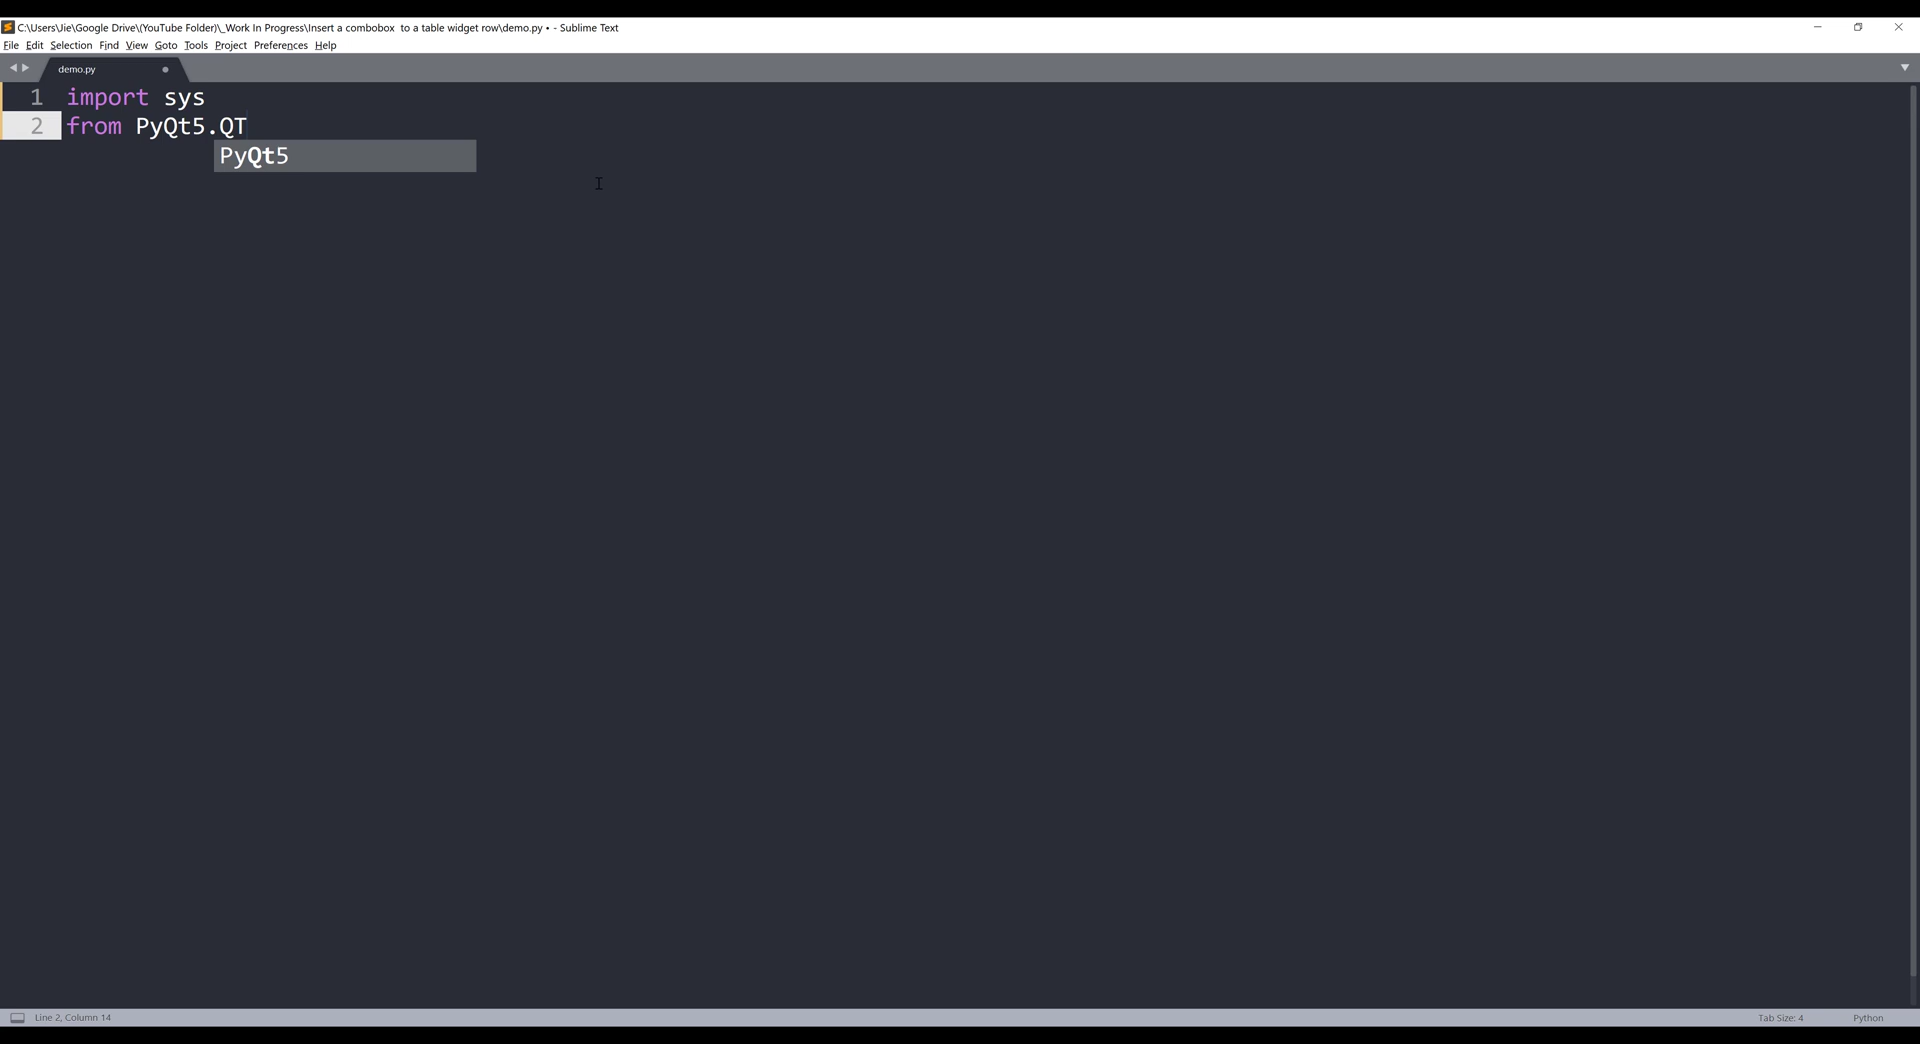 C:\Users\Jie\Google Drive\(YouTube Folder)\_Work In Progress\Insert a combobox  to a table widget row\demo.py • - Sublime Text
File Edit Selection Find View Goto Tools Project Preferences Help
demo.py
1 import sys
2 from PyQt5.QT
PyQt5
Line 2, Column 14
Tab Size: 4
Python